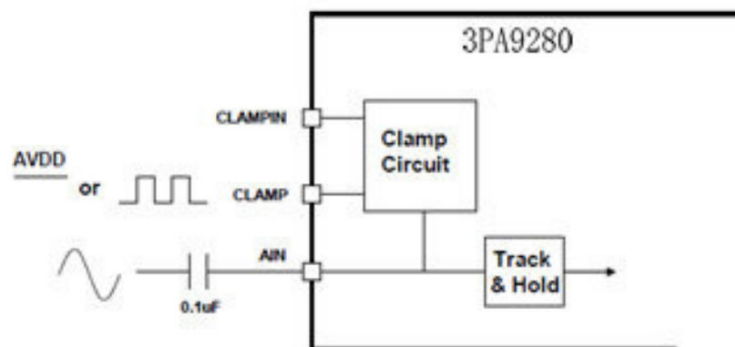 3PA9280
CLAMPIN
Clamp
Circuit
AVDD
or
CLAMP
AIN
Track
& Hold
0.1uF